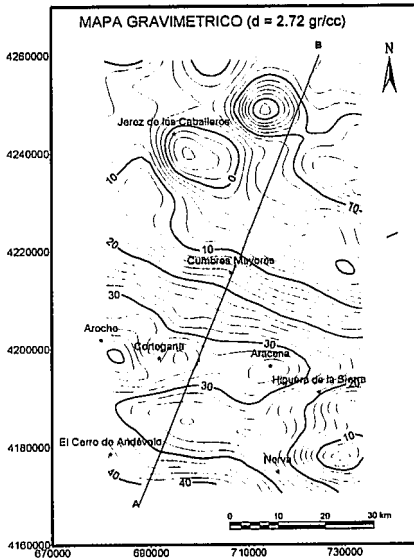 MAPA GRAVIMETRICO (d = 2.72 gr/cc)
4260000
B
N
Jeroz de los Caballeros
4240000
10
0
10
20
4220000
10
Cumbres Mayores
30
Aroche
30
4200000
Cortegana
Aracena
30
Higuera de la Sierra
20
El Cerro de Andévalo
10
4180000
Nerva
40
40
A
0 10 20 30 km
4160000
670000 690000 710000 730000